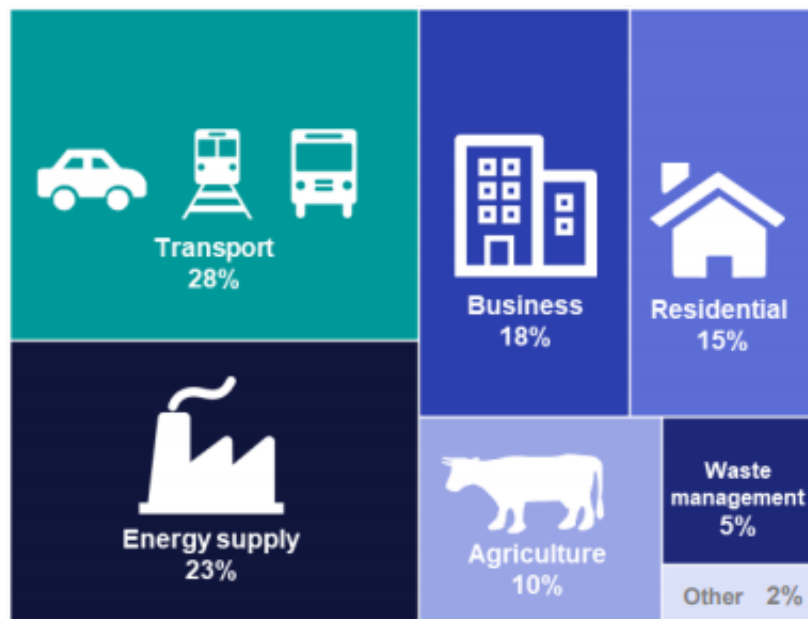 Transport
28%
Business
18%
Residential
15%
Energy supply
23%
Agriculture
10%
Waste
management
5%
Other 2%